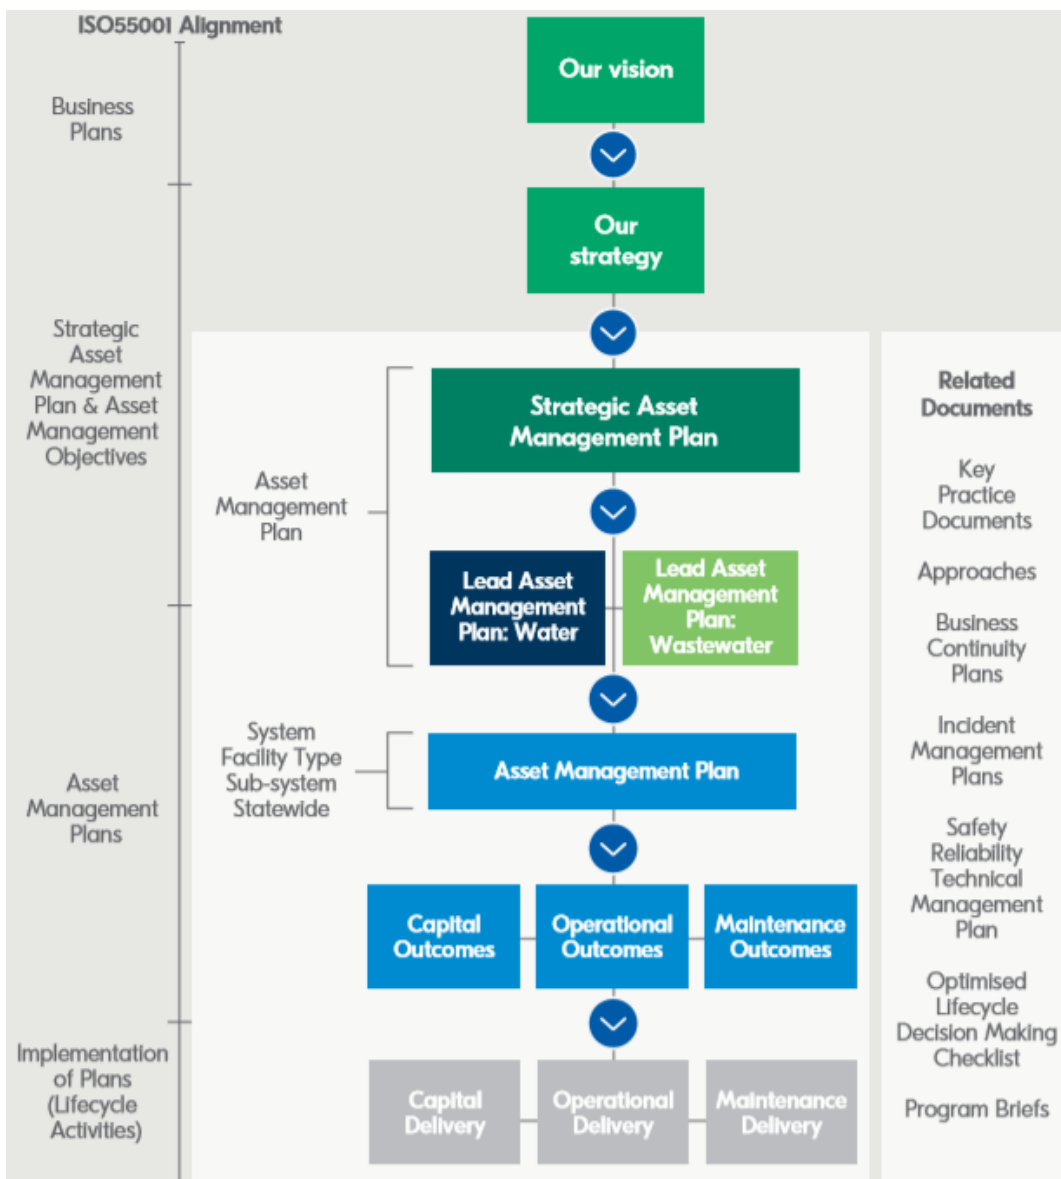 ISO55001 Alignment
Business
Plans
Strategic
Asset
Management
Plan & Asset
Management
Objectives
Asset
Management
Plans
Implementation
of Plans
(Lifecycle
Activities)
Our vision
Our
strategy
Asset
Management
Plan
Strategic Asset
Management Plan
Lead Asset
Management
Plan: Water
Lead Asset
Management
Plan:
Wastewater
System
Facility Type
Sub-system
Statewide
Asset Management Plan
Capital
Outcomes
Operational
Outcomes
Maintenance
Outcomes
Capital
Delivery
Operational
Delivery
Maintenance
Delivery
Related
Documents
Key
Practice
Documents
Approaches
Business
Continuity
Plans
Incident
Management
Plans
Safety
Reliability
Technical
Management
Plan
Optimised
Lifecycle
Decision Making
Checklist
Program Briefs